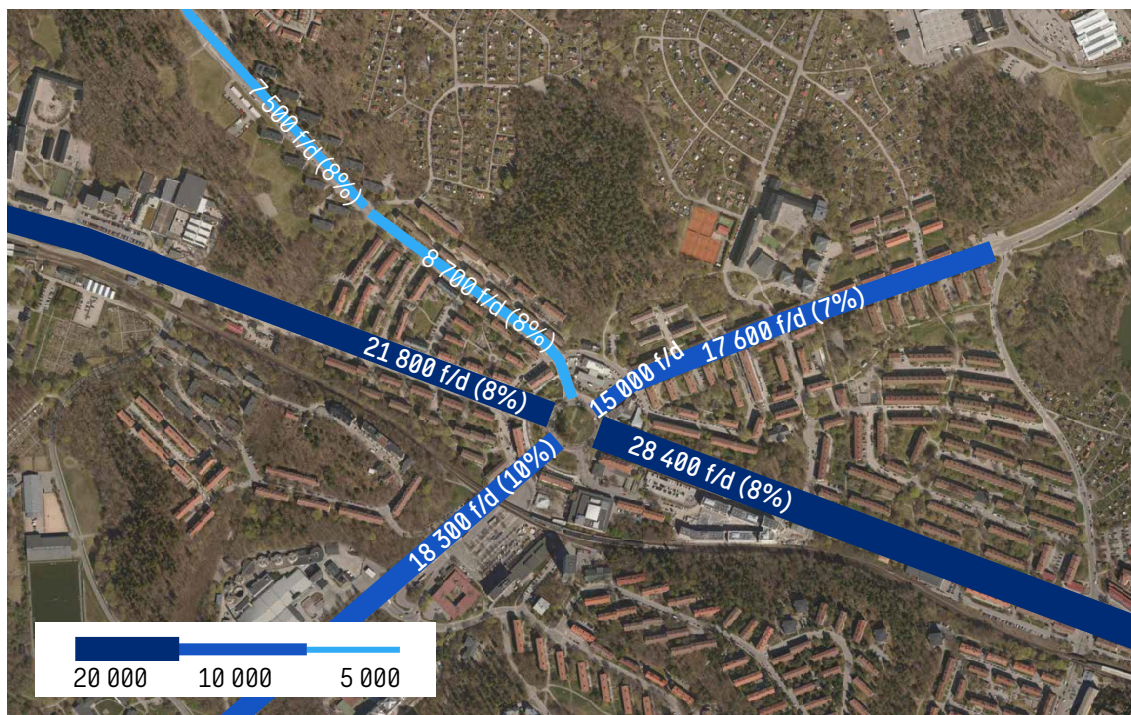 7 500 f/d (8%)
8 700 f/d (8%)
21 800 f/d (8%)
15 000 f/d
17 600 f/d (7%)
28 400 f/d (8%)
18 300 f/d (10%)
20 000
10 000
5 000